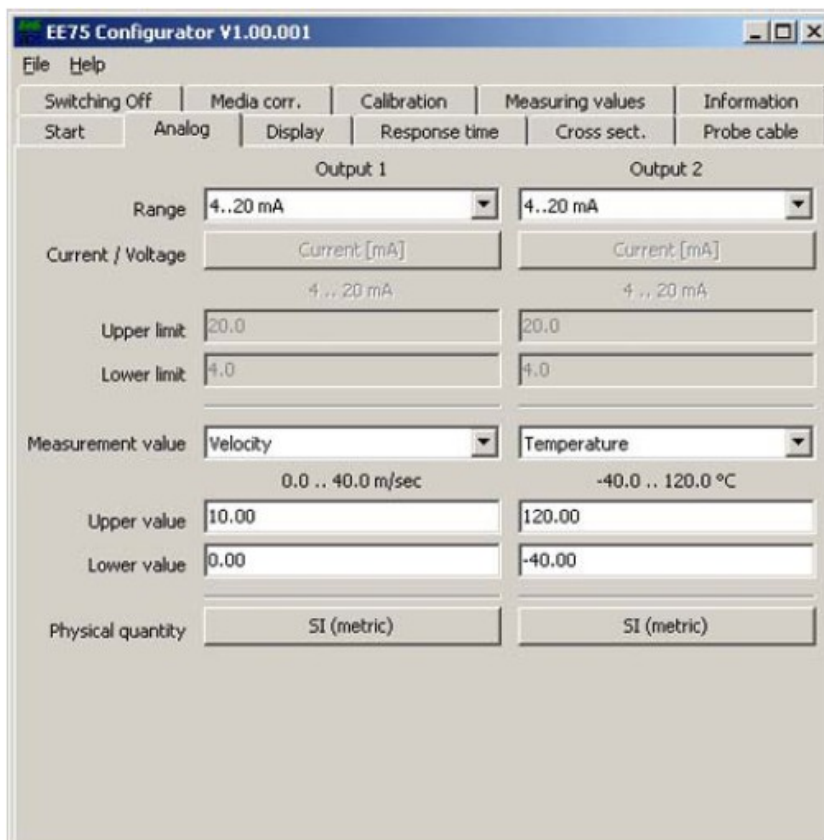 EE75 Configurator V1.00.001
File Help
Switching Off Media corr. Calibration Measuring values Information
Start Analog Display Response time Cross sect. Probe cable
Output 1 Output 2
Range 4..20 mA 4..20 mA
Current / Voltage Current [mA] Current [mA]
4 .. 20 mA 4 .. 20 mA
Upper limit 20.0 20.0
Lower limit 4.0 4.0
Measurement value Velocity Temperature
0.0 .. 40.0 m/sec -40.0 .. 120.0 °C
Upper value 10.00 120.00
Lower value 0.00 -40.00
Physical quantity SI (metric) SI (metric)